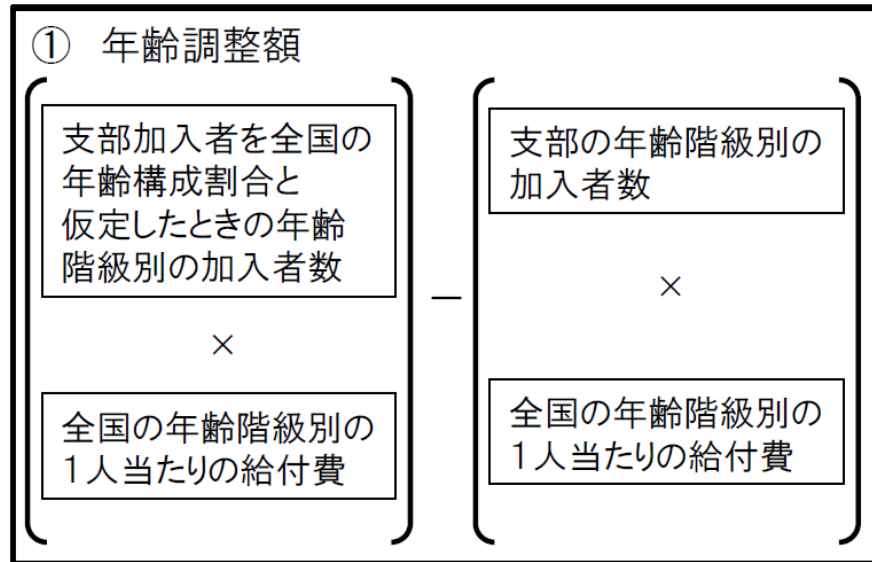 ① 年齢調整額
支部加入者を全国の
年齢構成割合と
仮定したときの年齢
階級別の加入者数
×
全国の年齢階級別の
1人当たりの給付費
－
支部の年齢階級別の
加入者数
×
全国の年齢階級別の
1人当たりの給付費